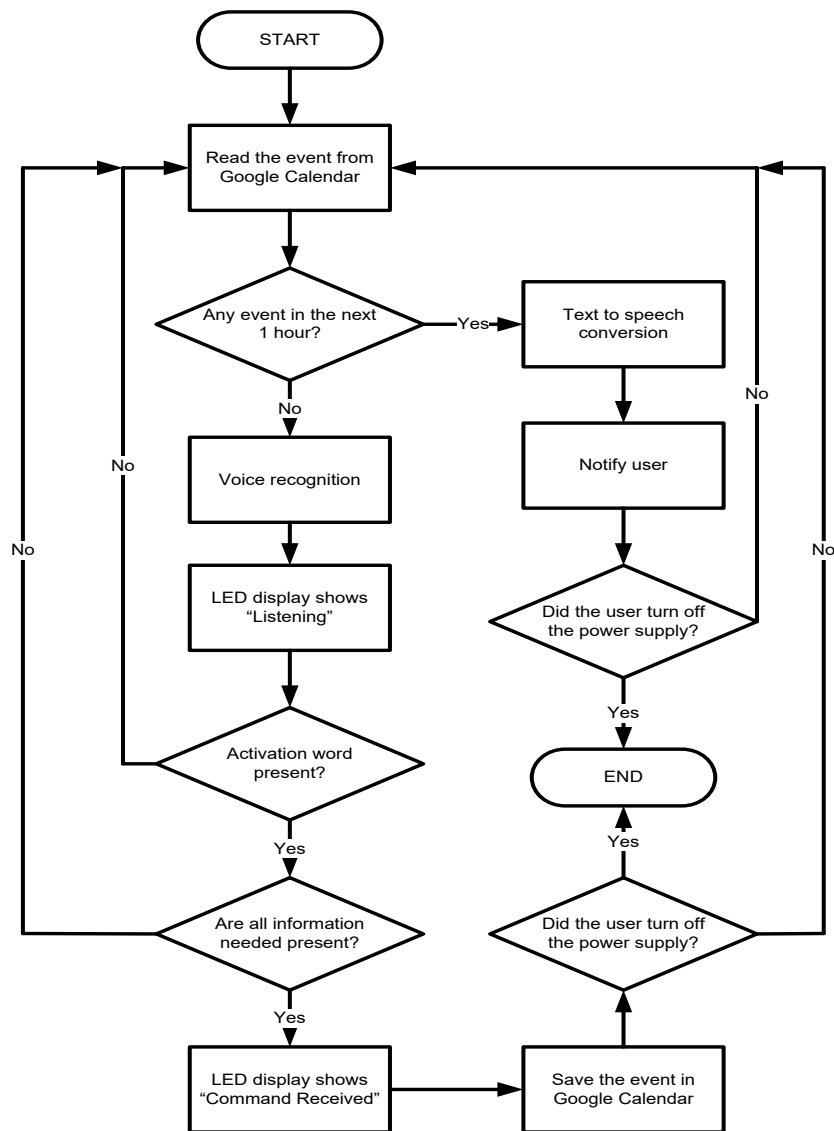 START
Read the event from
Google Calendar
Any event in the next
1 hour?
Yes
Text to speech
conversion
No
No
No
Voice recognition
Notify user
No
No
LED display shows
“Listening”
Did the user turn off
the power supply?
Yes
Activation word
present?
END
Yes
Yes
Are all information
needed present?
Did the user turn off
the power supply?
Yes
LED display shows
“Command Received”
Save the event in
Google Calendar